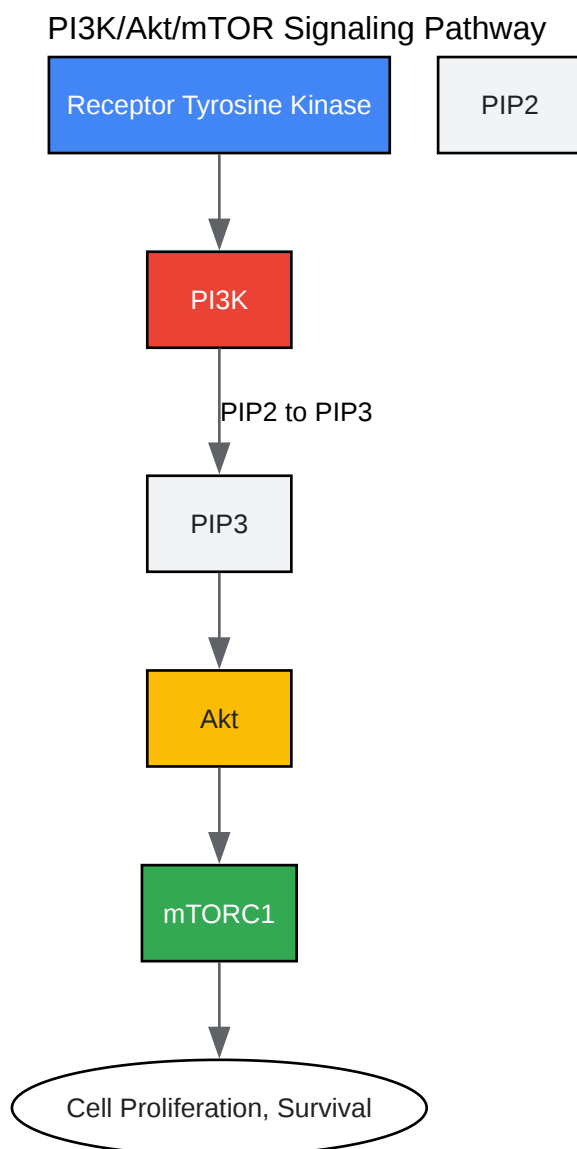 PI3K/Akt/mTOR Signaling Pathway
Receptor Tyrosine Kinase
PIP2
PI3K
PIP2 to PIP3
PIP3
Akt
mTORC1
Cell Proliferation, Survival